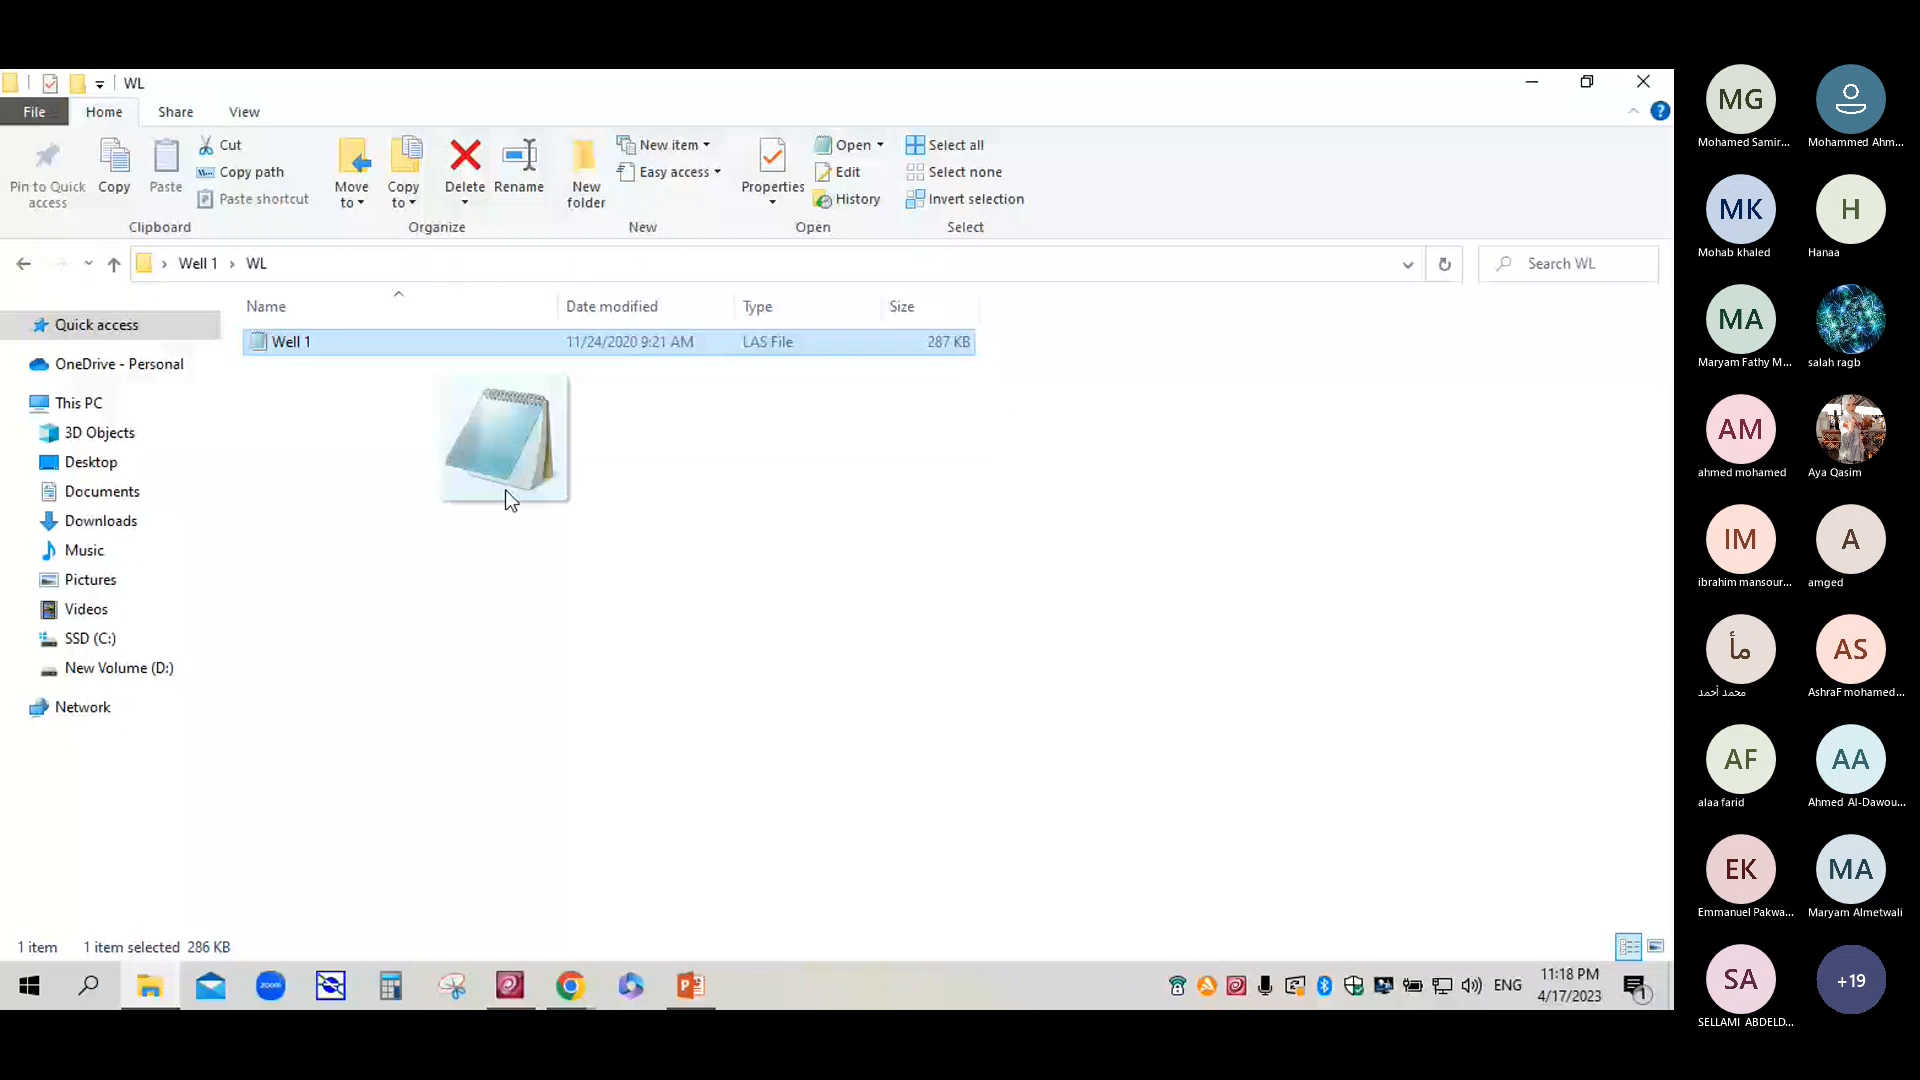 WL
File Home Share View
Pin to Quick access
Copy
Paste
Cut
Copy path
Paste shortcut
Clipboard
Move to
Copy to
Delete
Rename
Organize
New folder
New item
Easy access
New
Properties
Open
Edit
History
Open
Select all
Select none
Invert selection
Select
Well 1 › WL
Search WL
Name Date modified Type Size
Well 1 11/24/2020 9:21 AM LAS File 287 KB
Quick access
OneDrive - Personal
This PC
3D Objects
Desktop
Documents
Downloads
Music
Pictures
Videos
SSD (C:)
New Volume (D:)
Network
1 item 1 item selected 286 KB
zoom
ENG
11:18 PM
4/17/2023
1
MG
Mohamed Samir...
Mohammed Ahm...
MK
Mohab khaled
H
Hanaa
MA
Maryam Fathy M...
salah ragb
AM
ahmed mohamed
Aya Qasim
IM
ibrahim mansour...
A
amged
مأ
محمد أحمد
AS
AshraF mohamed...
AF
alaa farid
AA
Ahmed Al-Dawou...
EK
Emmanuel Pakwa...
MA
Maryam Almetwali
SA
SELLAMI ABDELD...
+19